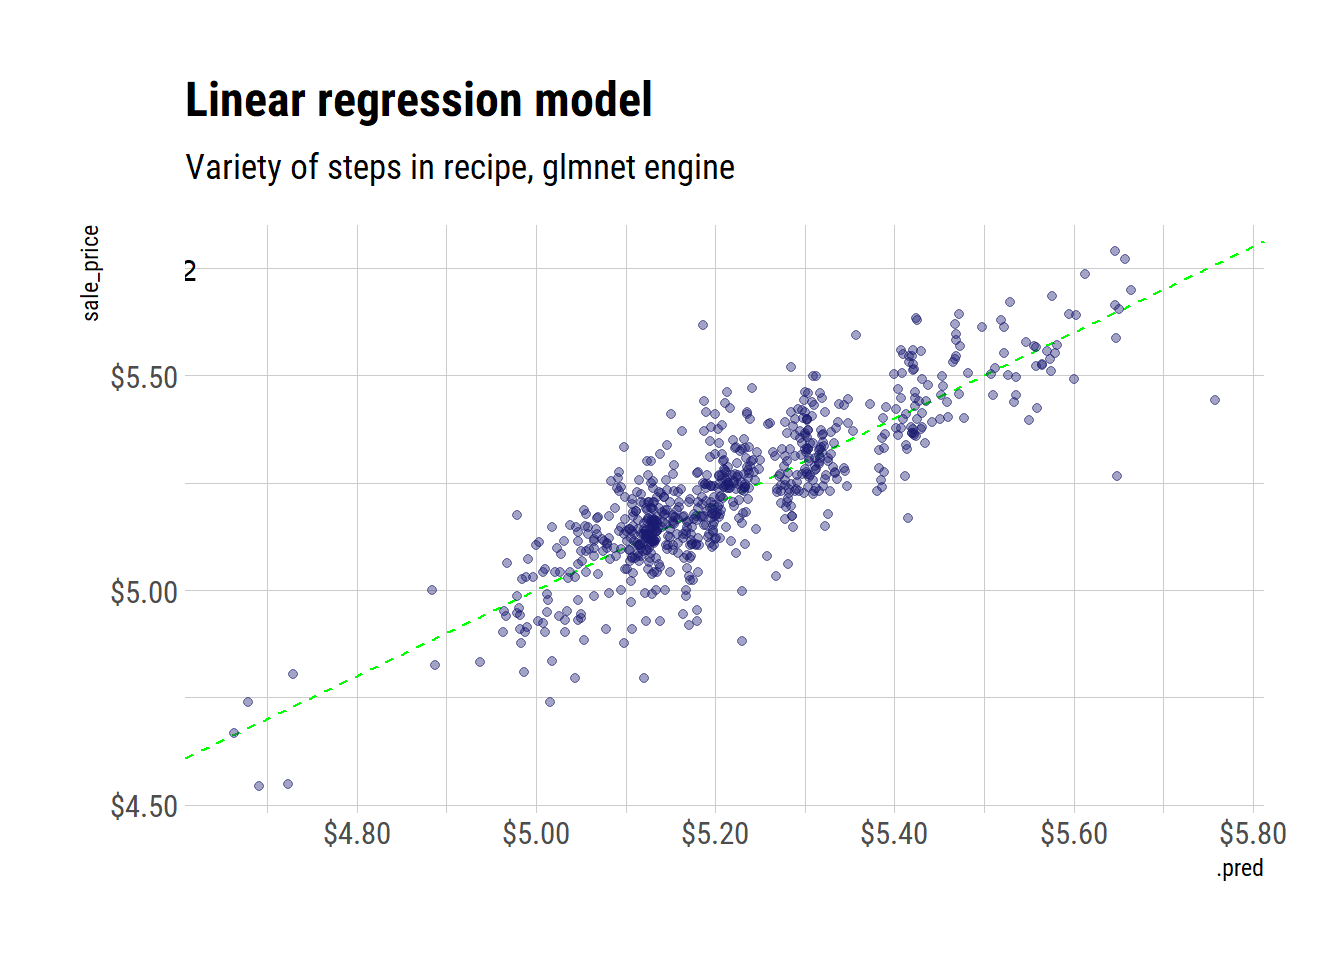 Linear regression model
Variety of steps in recipe, glmnet engine
sale_price
2
$5.50
$5.00
$4.50
$4.80 $5.00 $5.20 $5.40 $5.60 $5.80
.pred